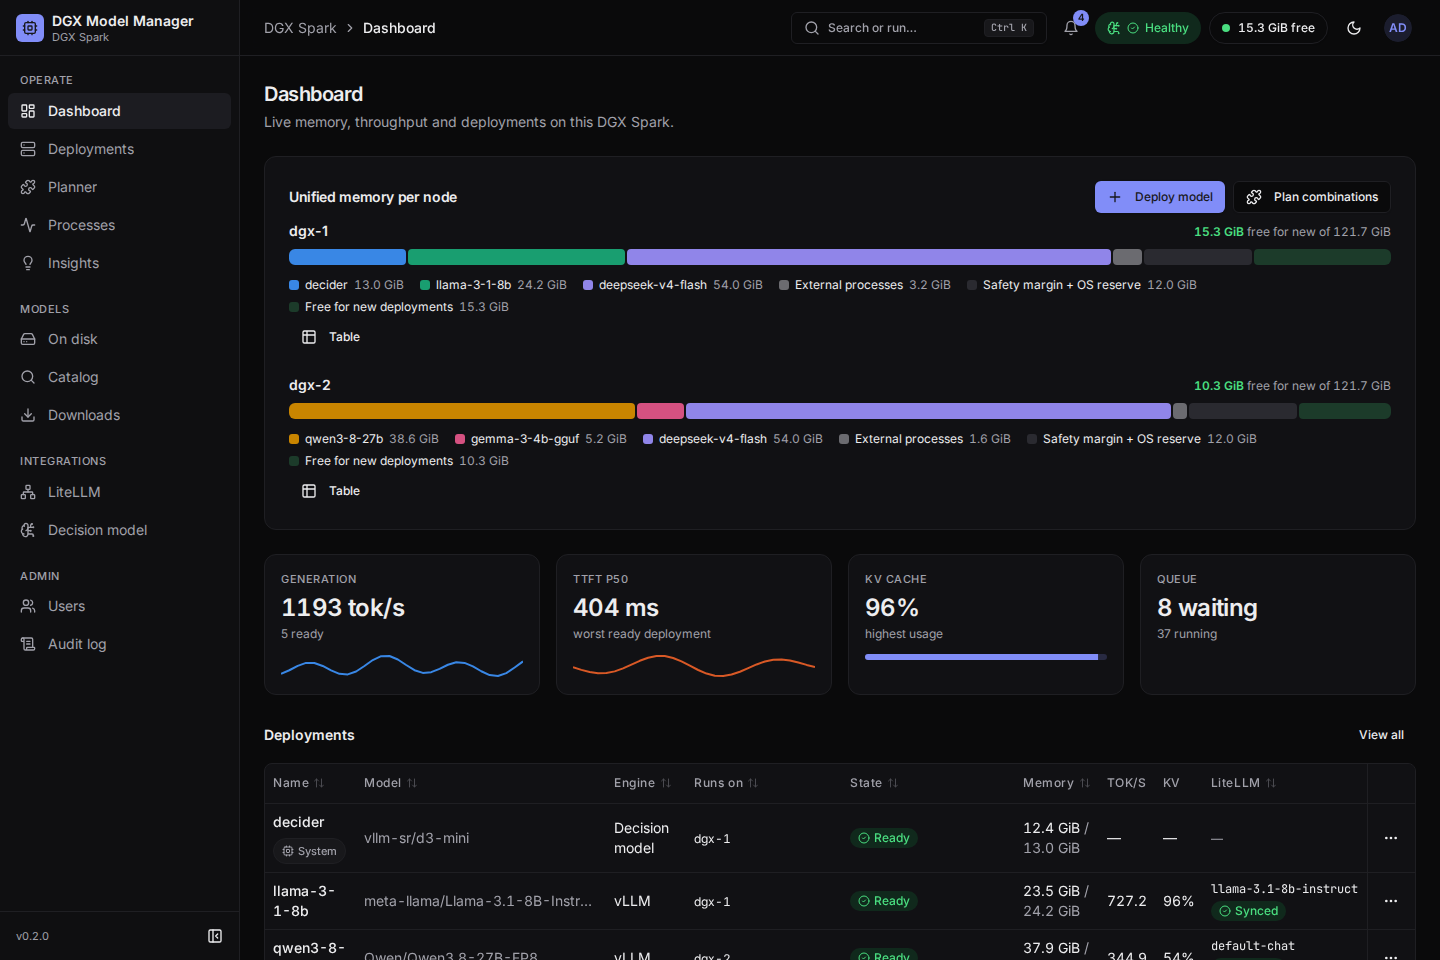 DGX Model Manager
DGX Spark
OPERATE
Dashboard
Deployments
Planner
Processes
Insights
MODELS
On disk
Catalog
Downloads
INTEGRATIONS
LiteLLM
Decision model
ADMIN
Users
Audit log
v0.2.0
DGX Spark > Dashboard
Search or run... Ctrl K
4
Healthy
15.3 GiB free
AD
Dashboard
Live memory, throughput and deployments on this DGX Spark.
Unified memory per node
Deploy model
Plan combinations
dgx-1
15.3 GiB free for new of 121.7 GiB
decider 13.0 GiB llama-3-1-8b 24.2 GiB deepseek-v4-flash 54.0 GiB External processes 3.2 GiB Safety margin + OS reserve 12.0 GiB
Free for new deployments 15.3 GiB
Table
dgx-2
10.3 GiB free for new of 121.7 GiB
qwen3-8-27b 38.6 GiB gemma-3-4b-gguf 5.2 GiB deepseek-v4-flash 54.0 GiB External processes 1.6 GiB Safety margin + OS reserve 12.0 GiB
Free for new deployments 10.3 GiB
Table
GENERATION
1193 tok/s
5 ready
TTFT P50
404 ms
worst ready deployment
KV CACHE
96%
highest usage
QUEUE
8 waiting
37 running
Deployments
View all
Name Model Engine Runs on State Memory TOK/S KV LiteLLM
decider
System
vllm-sr/d3-mini
Decision
model
dgx-1
Ready
12.4 GiB /
13.0 GiB
— — —
llama-3-
1-8b
meta-llama/Llama-3.1-8B-Instr...
vLLM
dgx-1
Ready
23.5 GiB /
24.2 GiB
727.2
96%
llama-3.1-8b-instruct
Synced
qwen3-8-
Qwen/Qwen3.8-27B-FP8
vLLM
dgx-2
Ready
37.9 GiB /
344.9
54%
default-chat